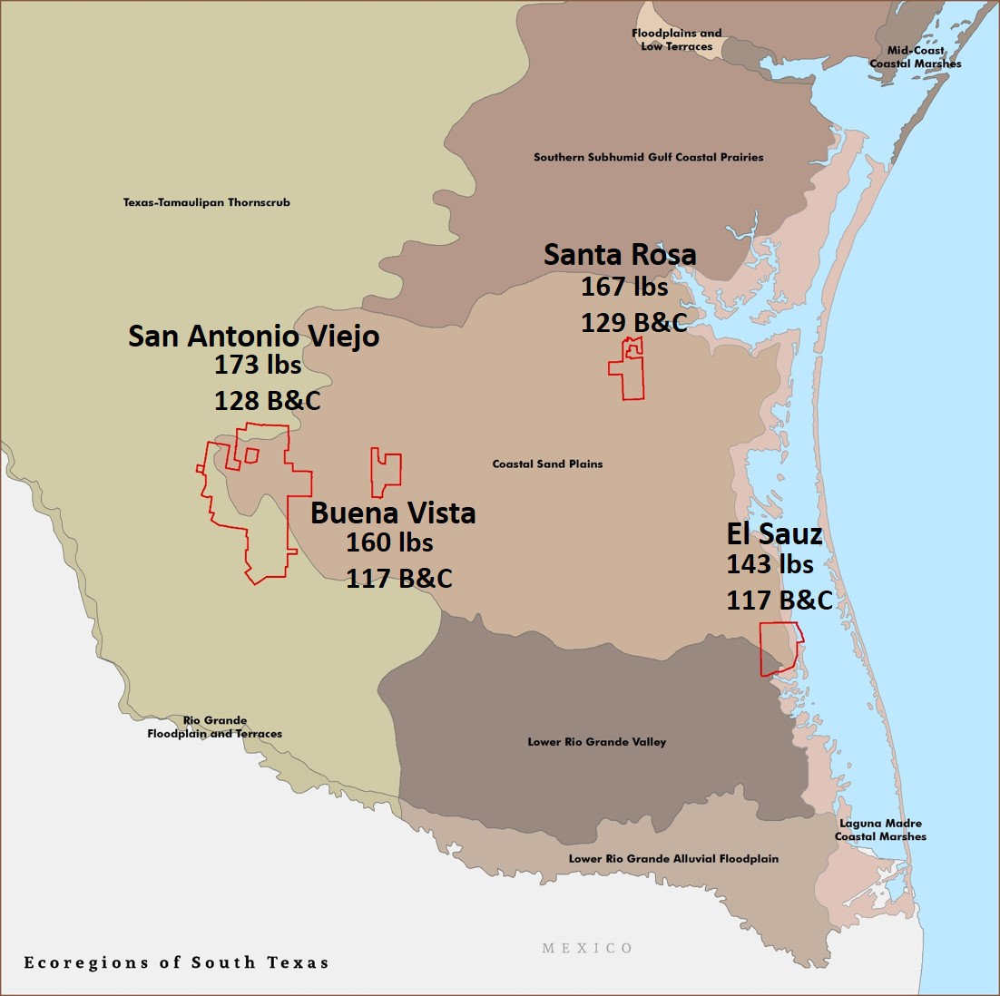 Floodplains and
Low Terraces
Mid-Coast
Coastal Marshes
Southern Subhumid Gulf Coastal Prairies
Texas-Tamaulipan Thornscrub
Santa Rosa
167 lbs
129 B&C
San Antonio Viejo
173 lbs
128 B&C
Coastal Sand Plains
Buena Vista
160 lbs
117 B&C
El Sauz
143 lbs
117 B&C
Rio Grande
Floodplain and Terraces
Lower Rio Grande Valley
Laguna Madre
Coastal Marshes
Lower Rio Grande Alluvial Floodplain
MEXICO
Ecoregions of South Texas